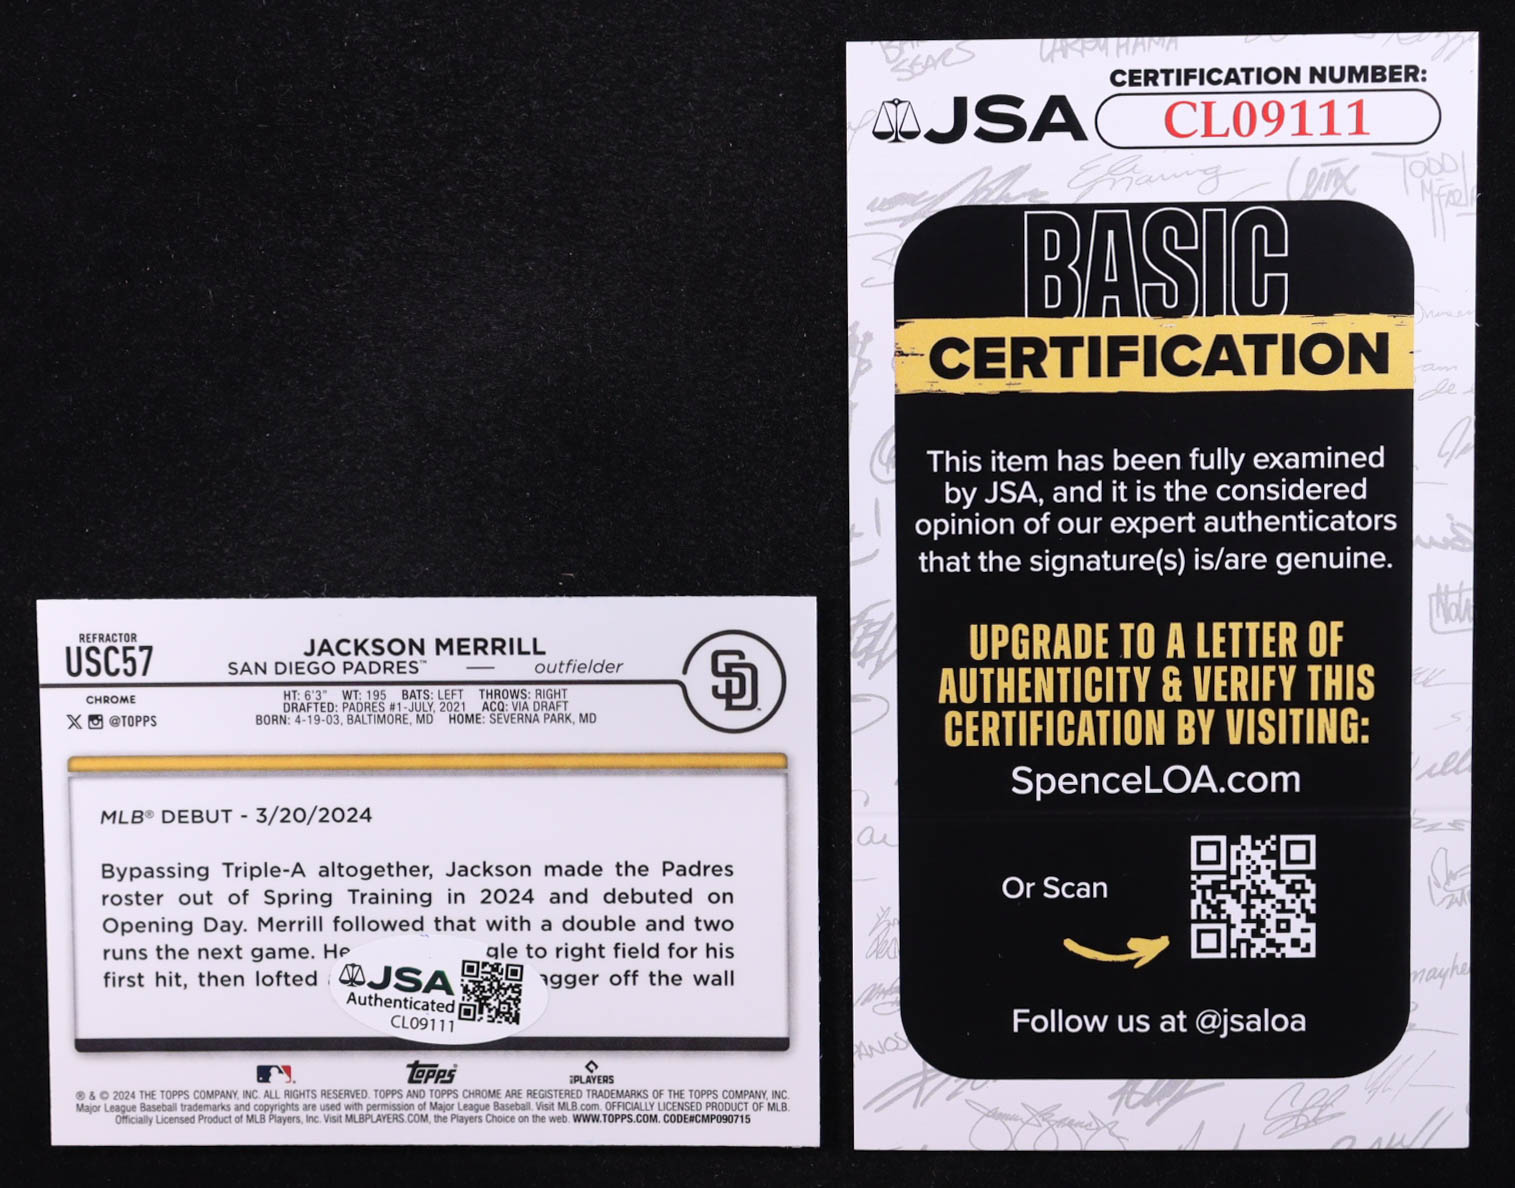 REFRACTOR
USC57
CHROME
@TOPPS
JACKSON MERRILL
SAN DIEGO PADRES™ — outfielder
HT: 6'3" WT: 195 BATS: LEFT THROWS: RIGHT
DRAFTED: PADRES #1-JULY, 2021 ACQ: VIA DRAFT
BORN: 4-19-03, BALTIMORE, MD HOME: SEVERNA PARK, MD
SD
MLB® DEBUT - 3/20/2024
Bypassing Triple-A altogether, Jackson made the Padres
roster out of Spring Training in 2024 and debuted on
Opening Day. Merrill followed that with a double and two
runs the next game. He gle to right field for his
first hit, then lofted gger off the wall
JSA
Authenticated
CL09111
topps
PLAYERS
® & © 2024 THE TOPPS COMPANY, INC. ALL RIGHTS RESERVED. TOPPS AND TOPPS CHROME ARE REGISTERED TRADEMARKS OF THE TOPPS COMPANY, INC.
Major League Baseball trademarks and copyrights are used with permission of Major League Baseball. Visit MLB.com. OFFICIALLY LICENSED PRODUCT OF MLB.
Officially Licensed Product of MLB Players, Inc. Visit MLBPLAYERS.COM, the Players Choice on the web. WWW.TOPPS.COM. CODE#CMP090715
JSA
CERTIFICATION NUMBER:
CL09111
BASIC
CERTIFICATION
This item has been fully examined
by JSA, and it is the considered
opinion of our expert authenticators
that the signature(s) is/are genuine.
UPGRADE TO A LETTER OF
AUTHENTICITY & VERIFY THIS
CERTIFICATION BY VISITING:
SpenceLOA.com
Or Scan
Follow us at @jsaloa